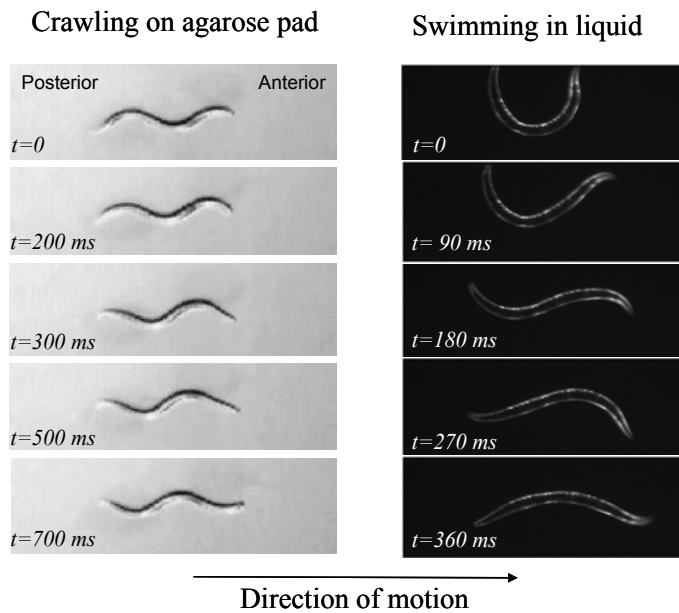 Crawling on agarose pad
Swimming in liquid
Posterior
Anterior
t=0
t=200 ms
t=300 ms
t=500 ms
t=700 ms
t=0
t= 90 ms
t=180 ms
t=270 ms
t=360 ms
Direction of motion